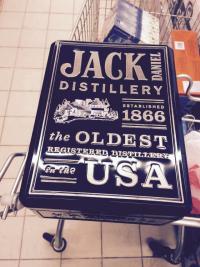 JACK
DANIEL
DISTILLERY
ESTABLISHED
1866
the OLDEST
REGISTERED DISTILLERY
in the
USA